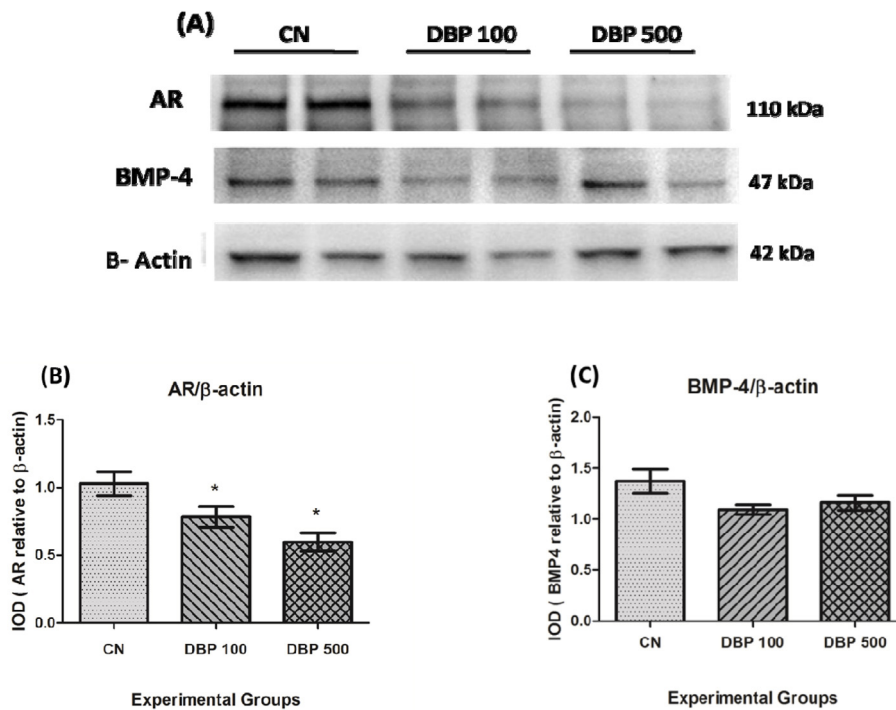 (A)
CN DBP 100 DBP 500
AR 110 kDa
BMP-4 47 kDa
B- Actin 42 kDa
(B)
AR/β-actin
IOD ( AR relative to β-actin)
1.5
1.0
0.5
0.0
*
*
CN DBP 100 DBP 500
Experimental Groups
(C)
BMP-4/β-actin
IOD ( BMP4 relative to β-actin)
2.0
1.5
1.0
0.5
0.0
CN DBP 100 DBP 500
Experimental Groups